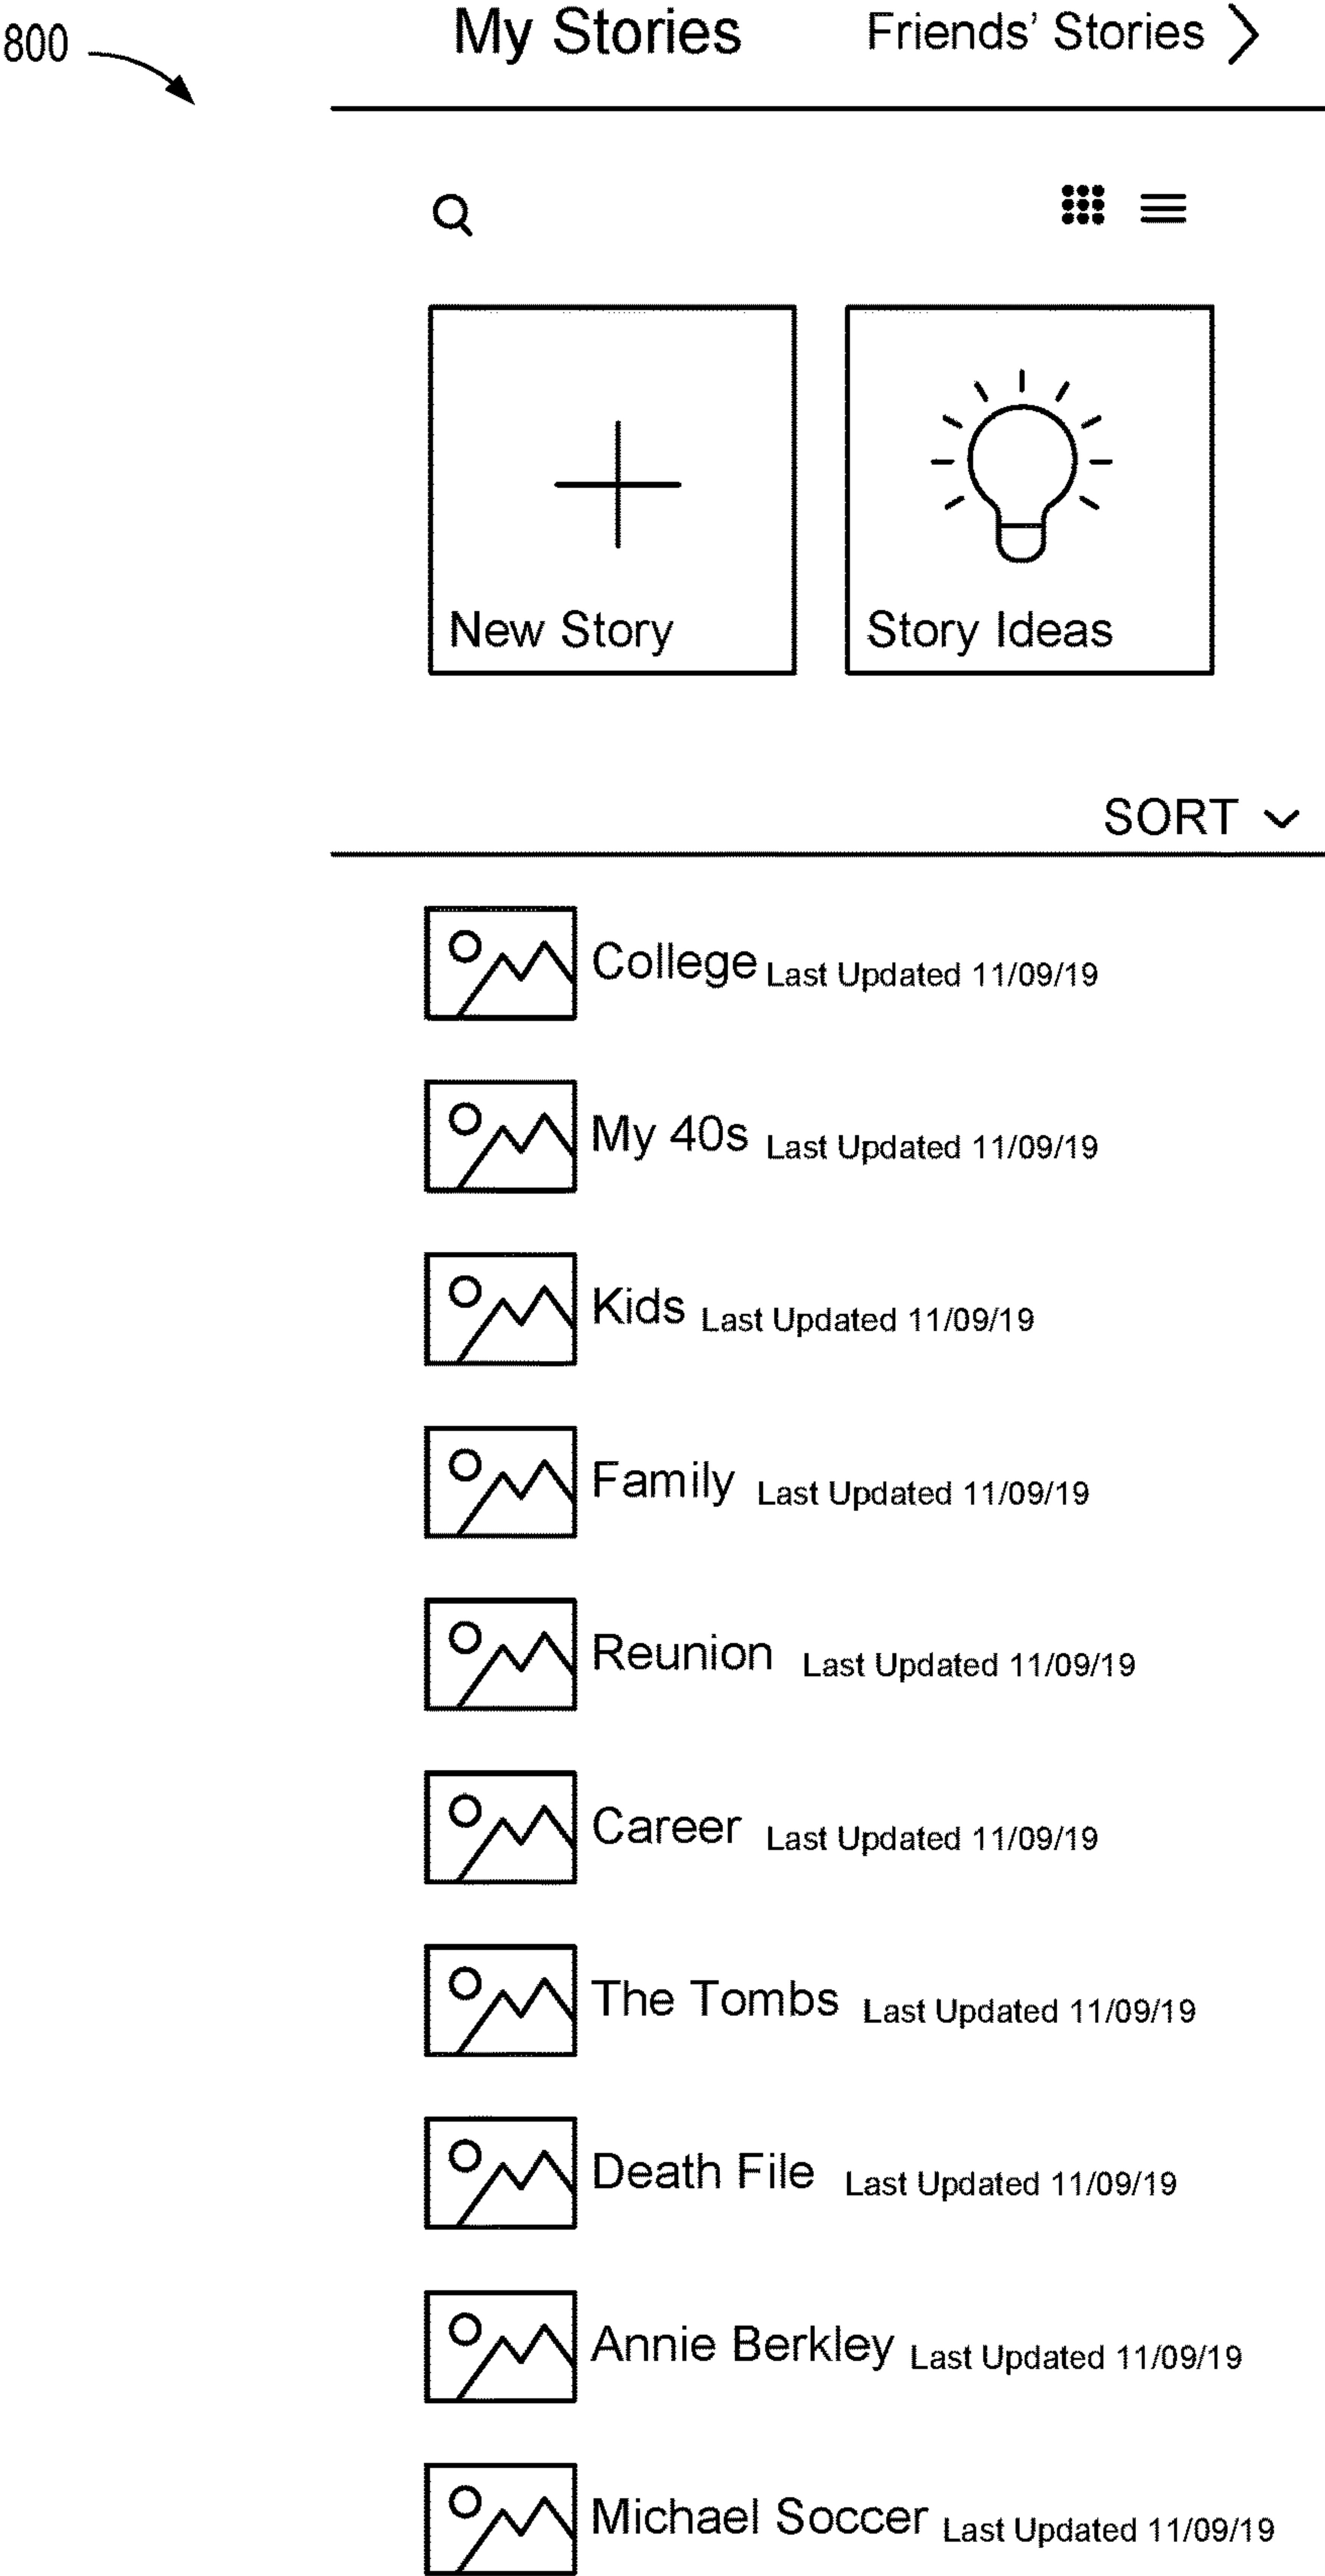 800
My Stories Friends' Stories
New Story Story Ideas
SORT
College Last Updated 11/09/19
My 40s Last Updated 11/09/19
Kids Last Updated 11/09/19
Family Last Updated 11/09/19
Reunion Last Updated 11/09/19
Career Last Updated 11/09/19
The Tombs Last Updated 11/09/19
Death File Last Updated 11/09/19
Annie Berkley Last Updated 11/09/19
Michael Soccer Last Updated 11/09/19